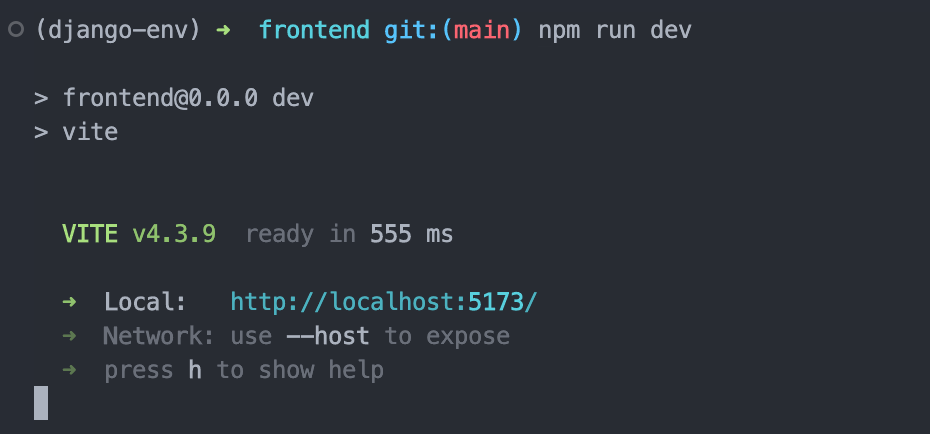 (django-env) ➜ frontend git:(main) npm run dev
> frontend@0.0.0 dev
> vite
VITE v4.3.9 ready in 555 ms
➜ Local: http://localhost:5173/
➜ Network: use --host to expose
➜ press h to show help